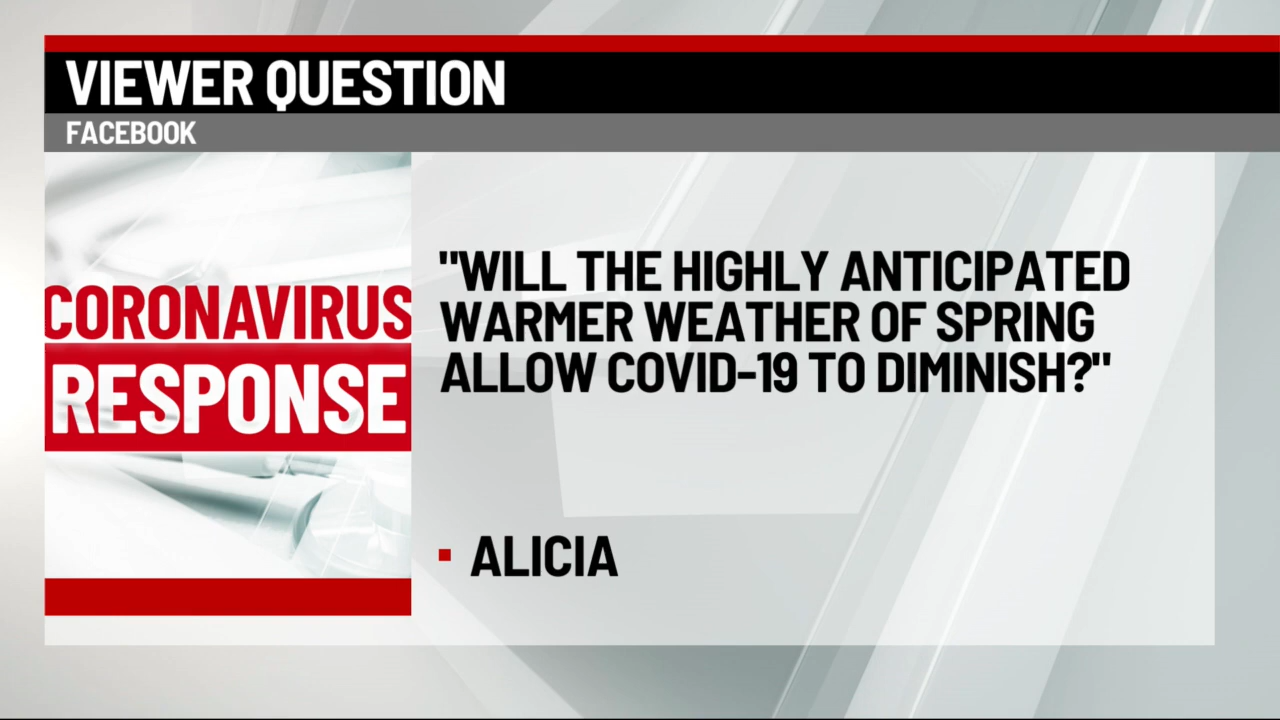 VIEWER QUESTION
FACEBOOK
CORONAVIRUS
RESPONSE
"WILL THE HIGHLY ANTICIPATED
WARMER WEATHER OF SPRING
ALLOW COVID-19 TO DIMINISH?"
▪ ALICIA